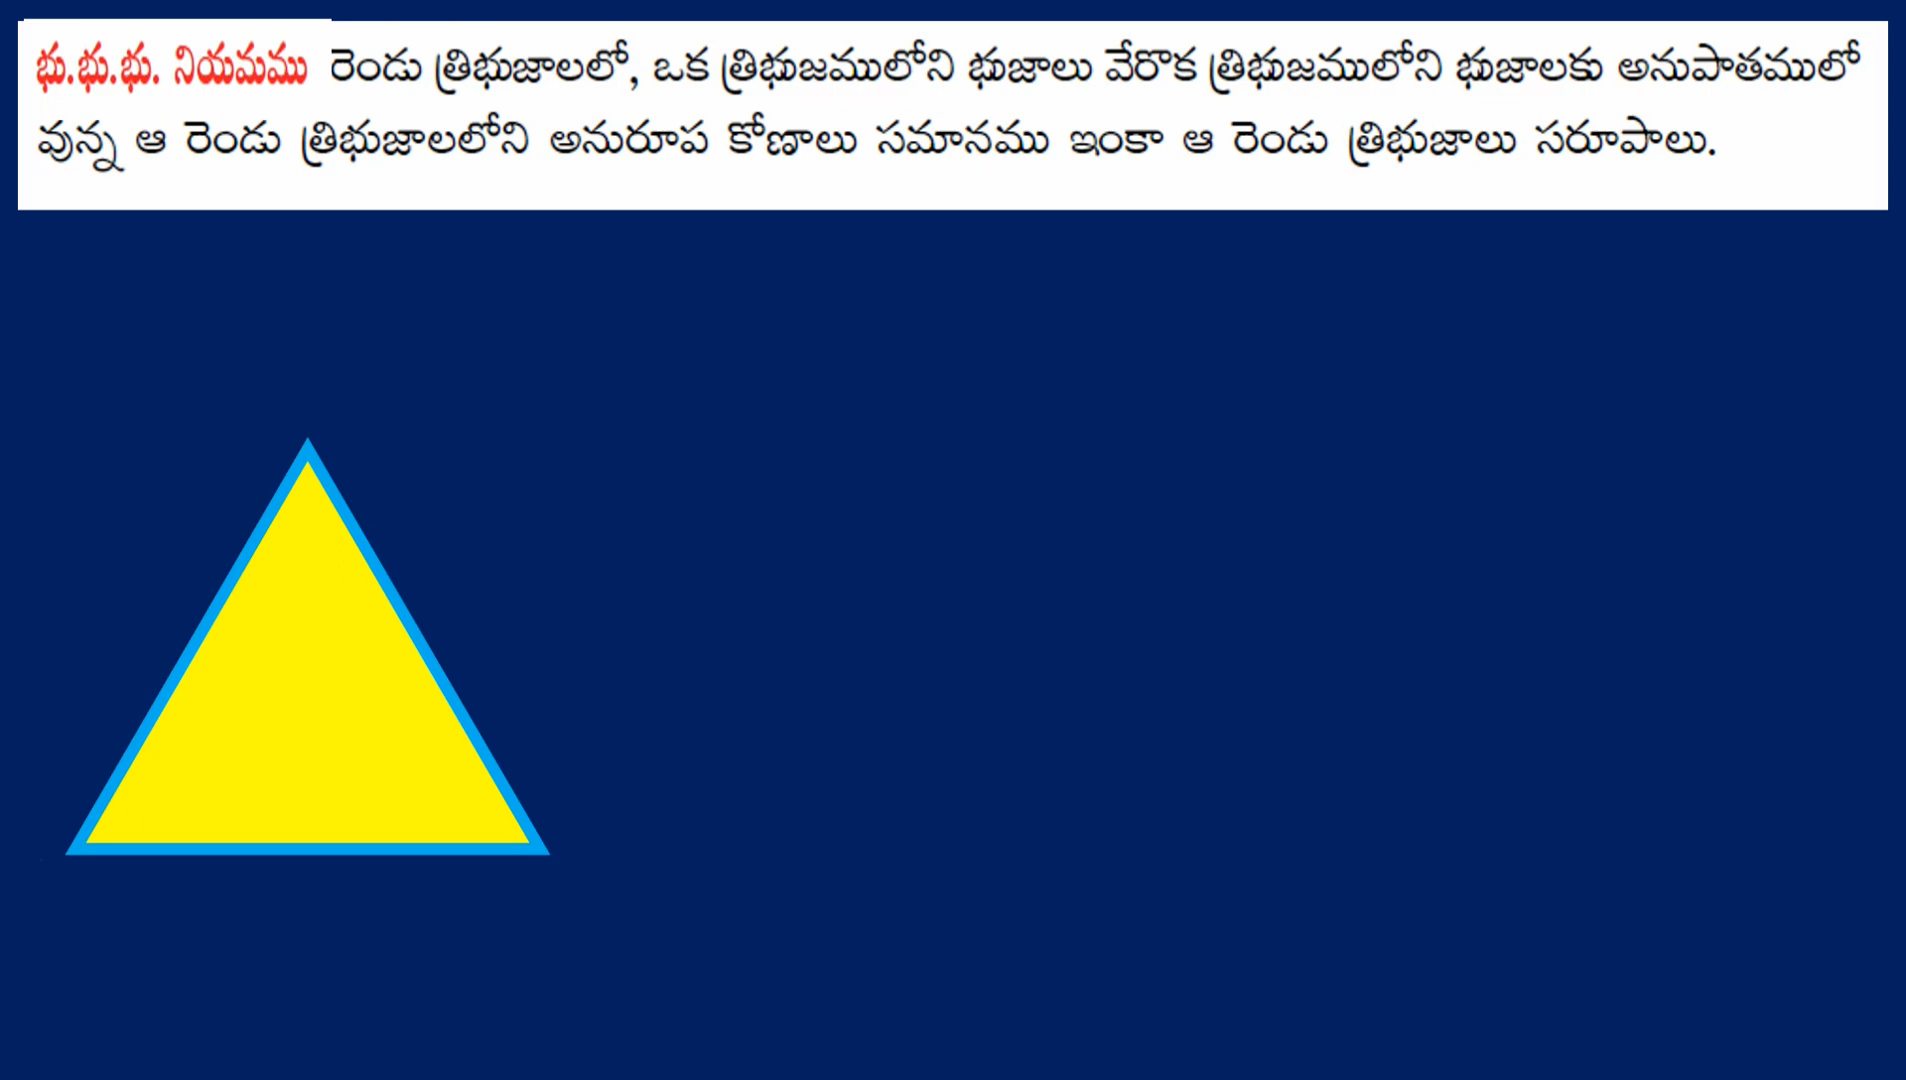 భు.భు.భు. నియమము రెండు త్రిభుజాలలో, ఒక త్రిభుజములోని భుజాలు వేరొక త్రిభుజములోని భుజాలకు అనుపాతములో
వున్న ఆ రెండు త్రిభుజాలలోని అనురూప కోణాలు సమానము ఇంకా ఆ రెండు త్రిభుజాలు సరూపాలు.